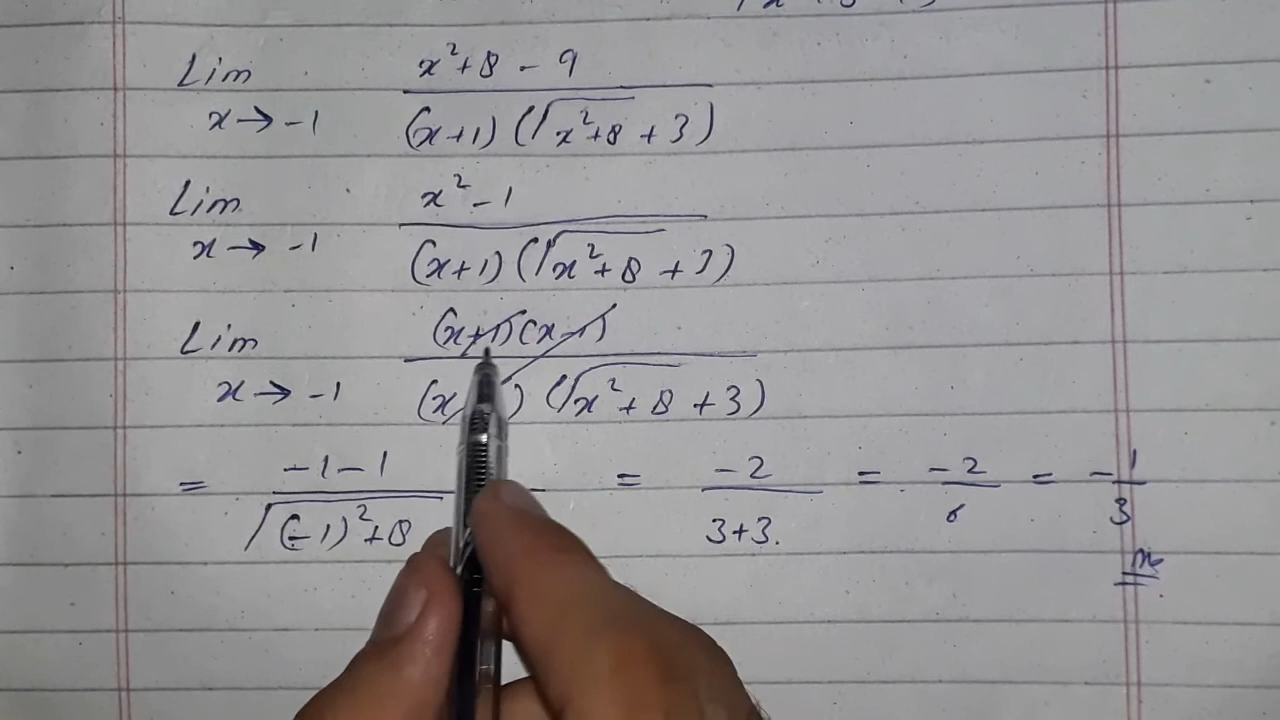 Lim x²+8-9
x→-1 (x+1)(√x²+8+3)
Lim x²-1
x→-1 (x+1)(√x²+8+3)
Lim (x+1)(x-1)
x→-1 (x )(√x²+8+3)
= -1-1 = -2 = -2 = -1
√(-1)²+8 3+3. 6 3